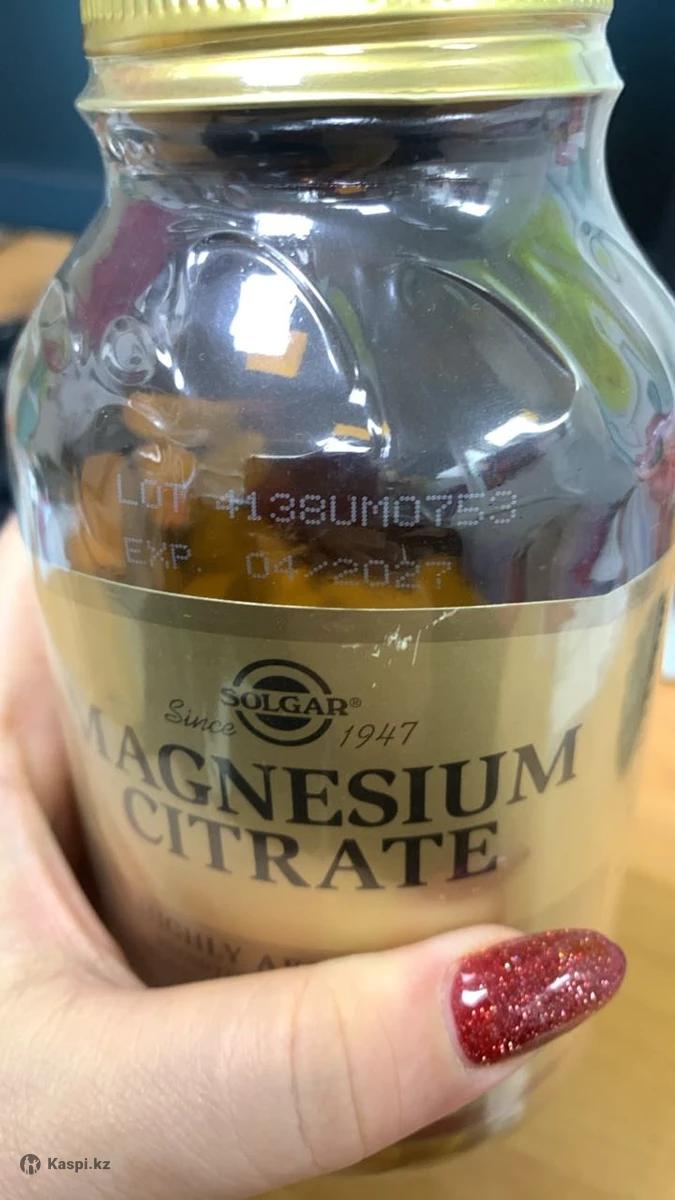 LOT 4138UM0753
EXP. 04/2027
SOLGAR®
Since 1947
MAGNESIUM
CITRATE
Kaspi.kz